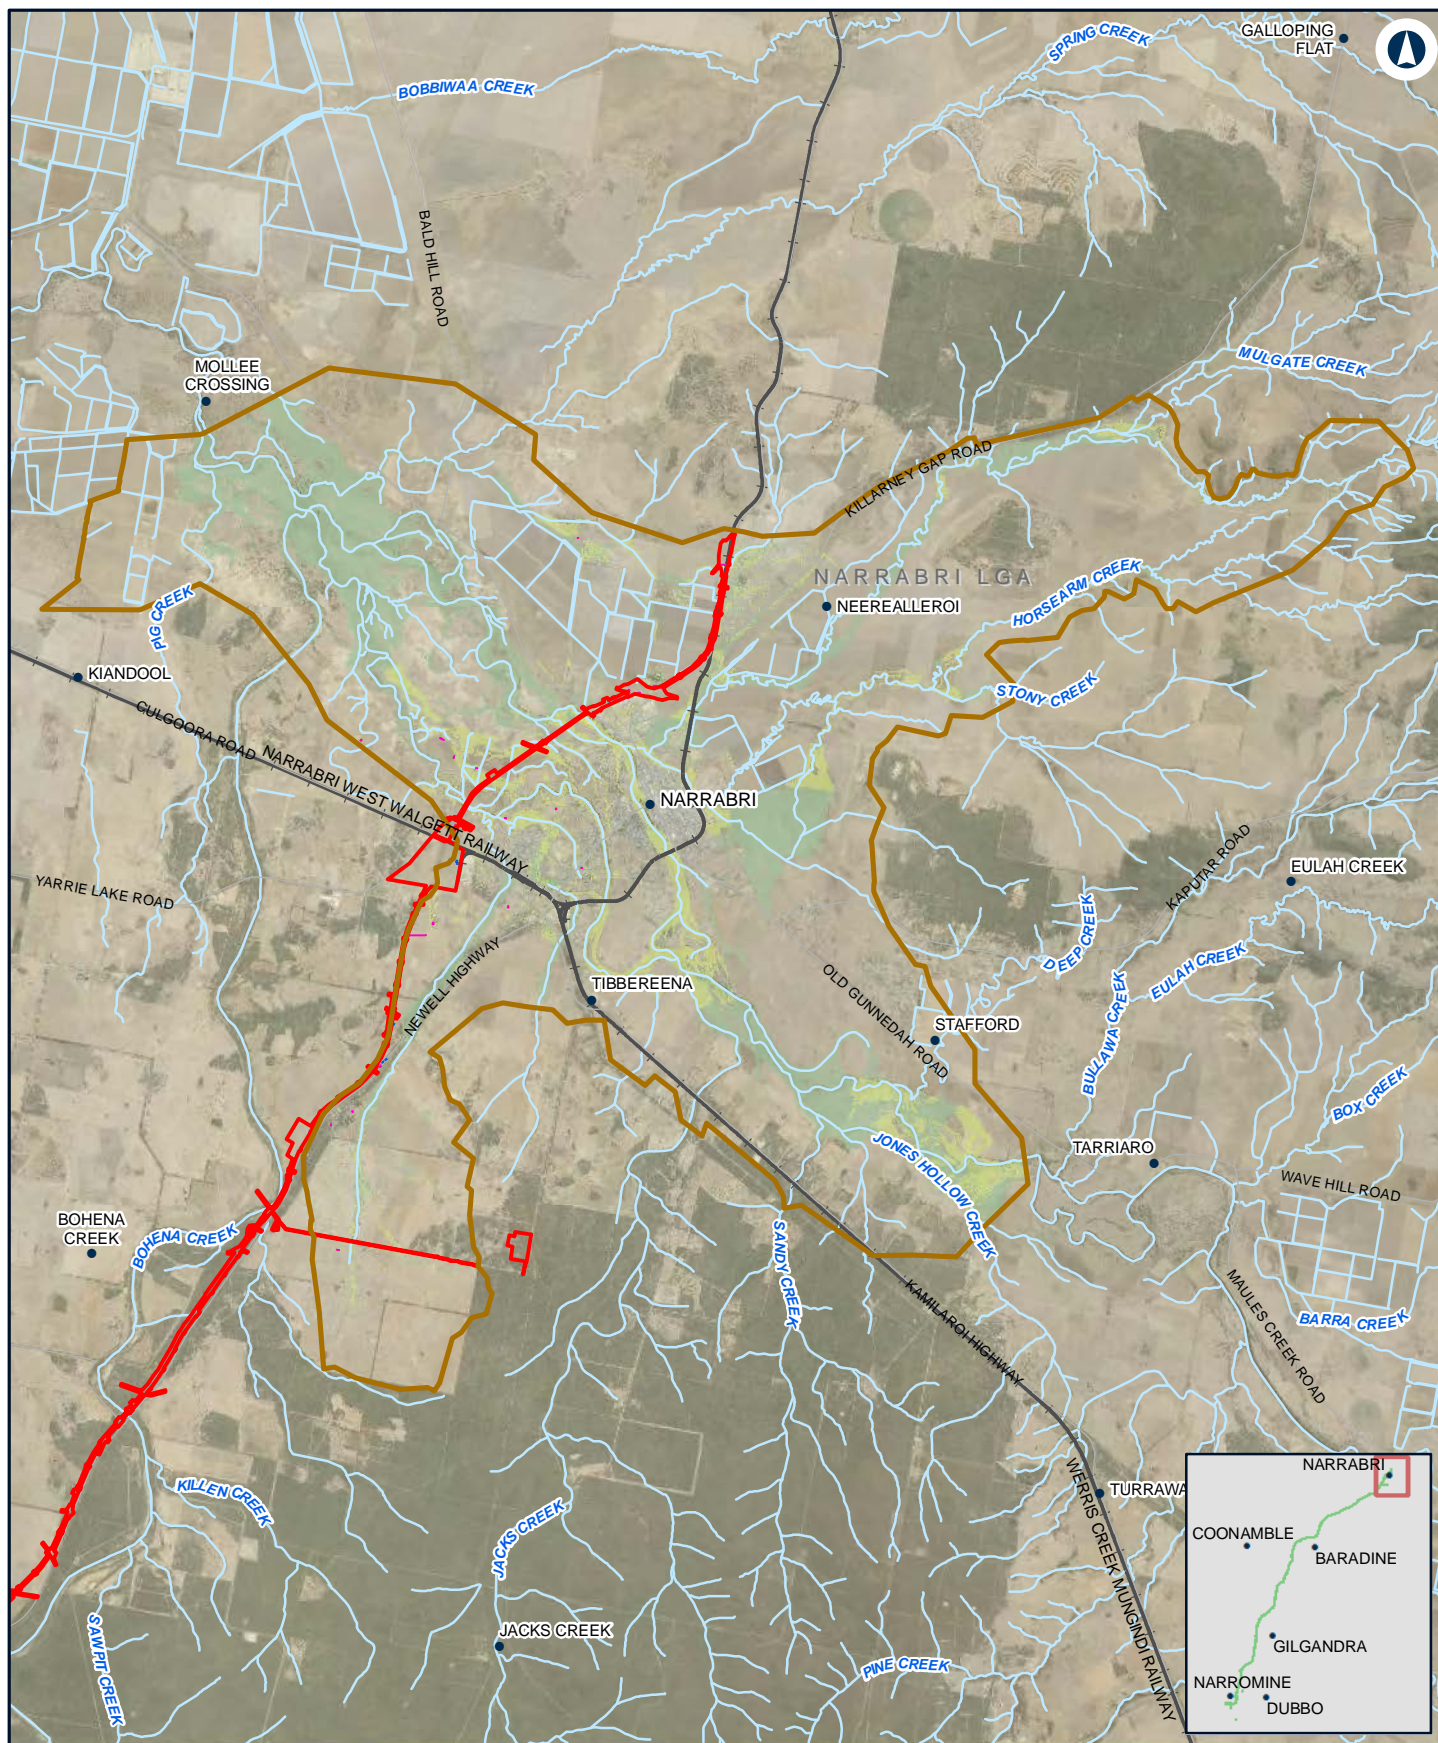 GALLOPING
FLAT
SPRING CREEK
BOBBIWAA CREEK
BALD HILL ROAD
MOLLEE
CROSSING
MULGATE CREEK
KILLARNEY GAP ROAD
NARRABRI LGA
HORSEARM CREEK
NEEREALLEROI
PIG CREEK
KIANDOOL
STONY CREEK
CULGOORA ROAD
NARRABRI WEST WALGETT RAILWAY
NARRABRI
YARRIE LAKE ROAD
KAPUTAR ROAD
EULAH CREEK
DEEP CREEK
EULAH CREEK
NEWELL HIGHWAY
TIBBEREENA
OLD GUNNEDAH ROAD
STAFFORD
BULLAWA CREEK
BOX CREEK
JONES HOLLOW CREEK
TARRIARO
WAVE HILL ROAD
BOHENA
CREEK
BOHENA CREEK
SANDY CREEK
KAMILAROI HIGHWAY
MAULES CREEK ROAD
BARRA CREEK
KILLEN CREEK
JACKS CREEK
WERRIS CREEK MUNGINDI RAILWAY
TURRAWA
SAWPIT CREEK
JACKS CREEK
PINE CREEK
NARRABRI
COONAMBLE
BARADINE
GILGANDRA
NARROMINE
DUBBO